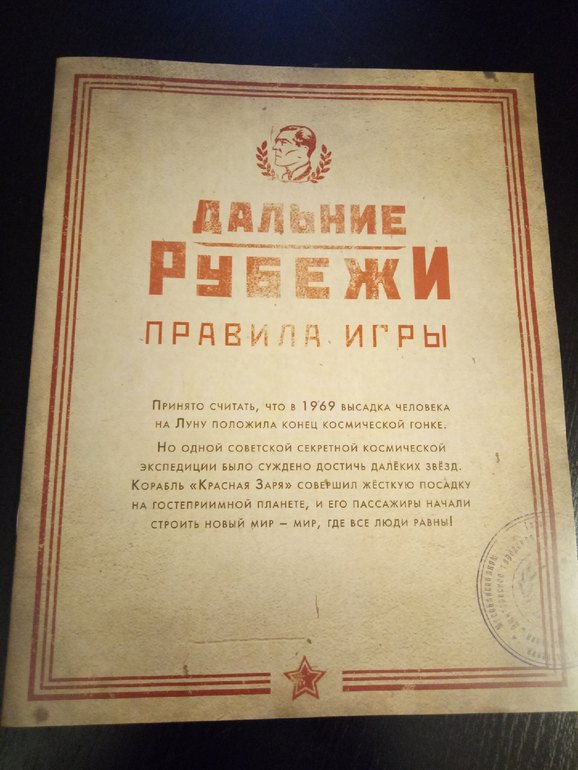 ДАЛЬНИЕ
РУБЕЖИ
ПРАВИЛА ИГРЫ
Принято считать, что в 1969 высадка человека
на Луну положила конец космической гонке.
Но одной советской секретной космической
экспедиции было суждено достичь далёких звёзд.
Корабль «Красная Заря» совершил жёсткую посадку
на гостеприимной планете, и его пассажиры начали
строить новый мир – мир, где все люди равны!